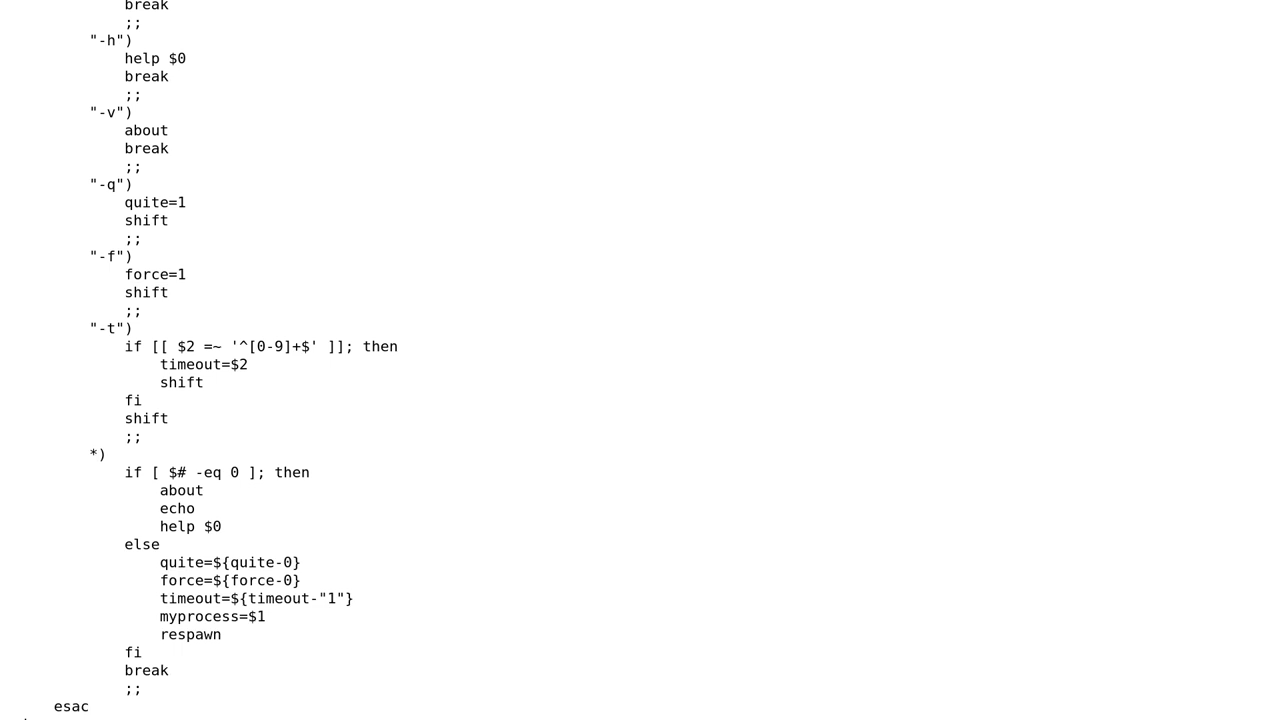 break
;;
"-h")
help $0
break
;;
"-v")
about
break
;;
"-q")
quite=1
shift
;;
"-f")
force=1
shift
;;
"-t")
if [[ $2 =~ '^[0-9]+$' ]]; then
timeout=$2
shift
fi
shift
;;
*)
if [ $# -eq 0 ]; then
about
echo
help $0
else
quite=${quite-0}
force=${force-0}
timeout=${timeout-"1"}
myprocess=$1
respawn
fi
break
;;
esac